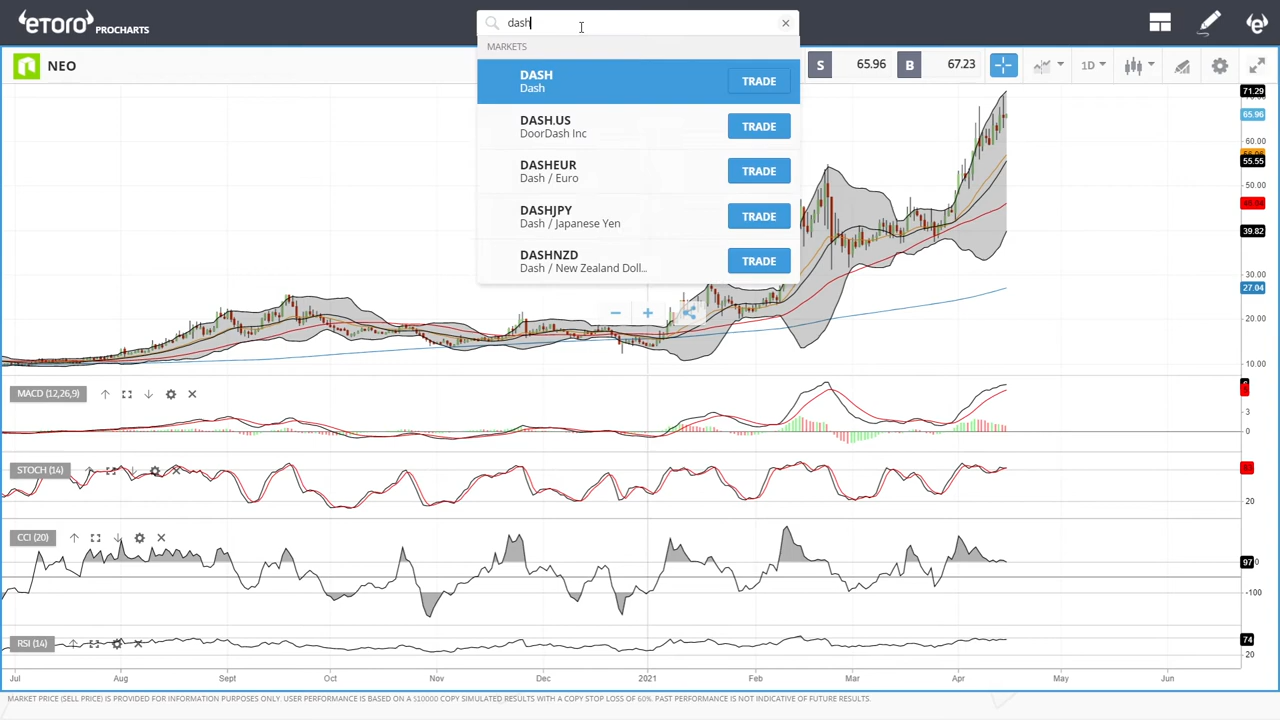 eTORO PROCHARTS
dash
MARKETS
DASH
Dash
TRADE
DASH.US
DoorDash Inc
TRADE
DASHEUR
Dash / Euro
TRADE
DASHJPY
Dash / Japanese Yen
TRADE
DASHNZD
Dash / New Zealand Doll...
TRADE
NEO
S 65.96 B 67.23 1D
71.29
65.96
60.00
55.55
50.00
39.82
30.00
27.04
20.00
10.00
MACD (12,26,9)
3
0
STOCH (14)
20
CCI (20)
97
-100
RSI (14)
74
20
Jul Aug Sept Oct Nov Dec 2021 Feb Mar Apr May Jun
MARKET PRICE (SELL PRICE) IS PROVIDED FOR INFORMATION PURPOSES ONLY. USER PERFORMANCE IS BASED ON A $10000 COPY SIMULATED RESULTS WITH A COPY STOP LOSS OF 60%. PAST PERFORMANCE IS NOT INDICATIVE OF FUTURE RESULTS.